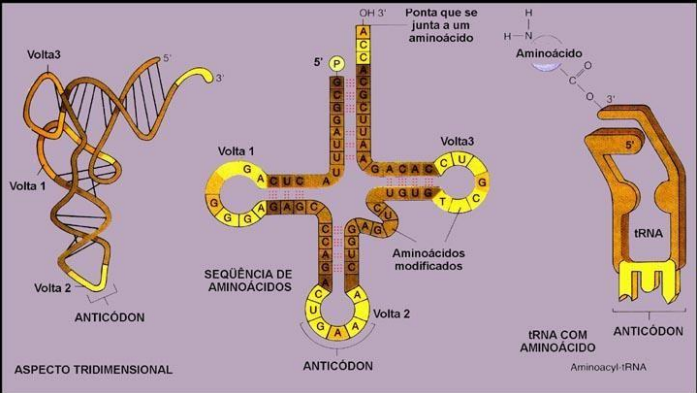 Volta3
5'
3'
Volta 1
Volta 2
ANTICÓDON
ASPECTO TRIDIMENSIONAL
OH 3'
Ponta que se
junta a um
aminoácido
5'
P
A
C
C
A
C
G
C
U
U
A
A
G
C
G
G
A
U
U
U
Volta 1
G
A
C U C
A
U
G
G
G
A
G A G C
Volta3
G A C A C
C
U
G
C
T
G U G U
C
U
G
A
G
Aminoácidos
modificados
SEQÜÊNCIA DE
AMINOÁCIDOS
C
C
A
G
A
C
U
G
A
A
A
G
G
U
C
U
Volta 2
ANTICÓDON
H
H
N
Aminoácido
C
O
O
3'
5'
tRNA
tRNA COM
AMINOÁCIDO
ANTICÓDON
Aminoacyl-tRNA